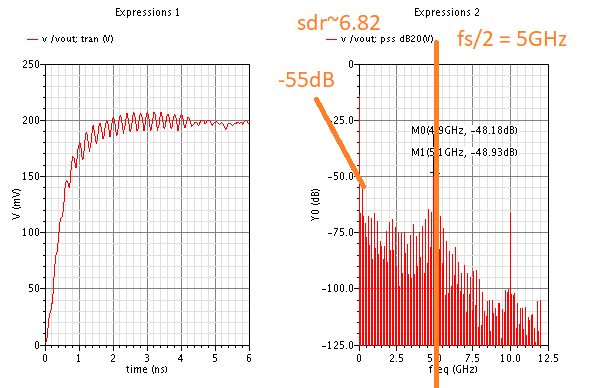 Expressions 1
Expressions 2
sdr~6.82
fs/2 = 5GHz
v /vout; tran (V)
v /vout; pss dB20(V)
-55dB
250
200
150
100
50
0
V (mV)
0
1
2
3
4
5
6
time (ns)
0
-25.0
-50.0
-75.0
-100
-125.0
Y0 (dB)
M0(4.9GHz, -48.18dB)
M1(5.1GHz, -48.93dB)
0
2.5
5.0
7.5
10.0
12.5
freq (GHz)